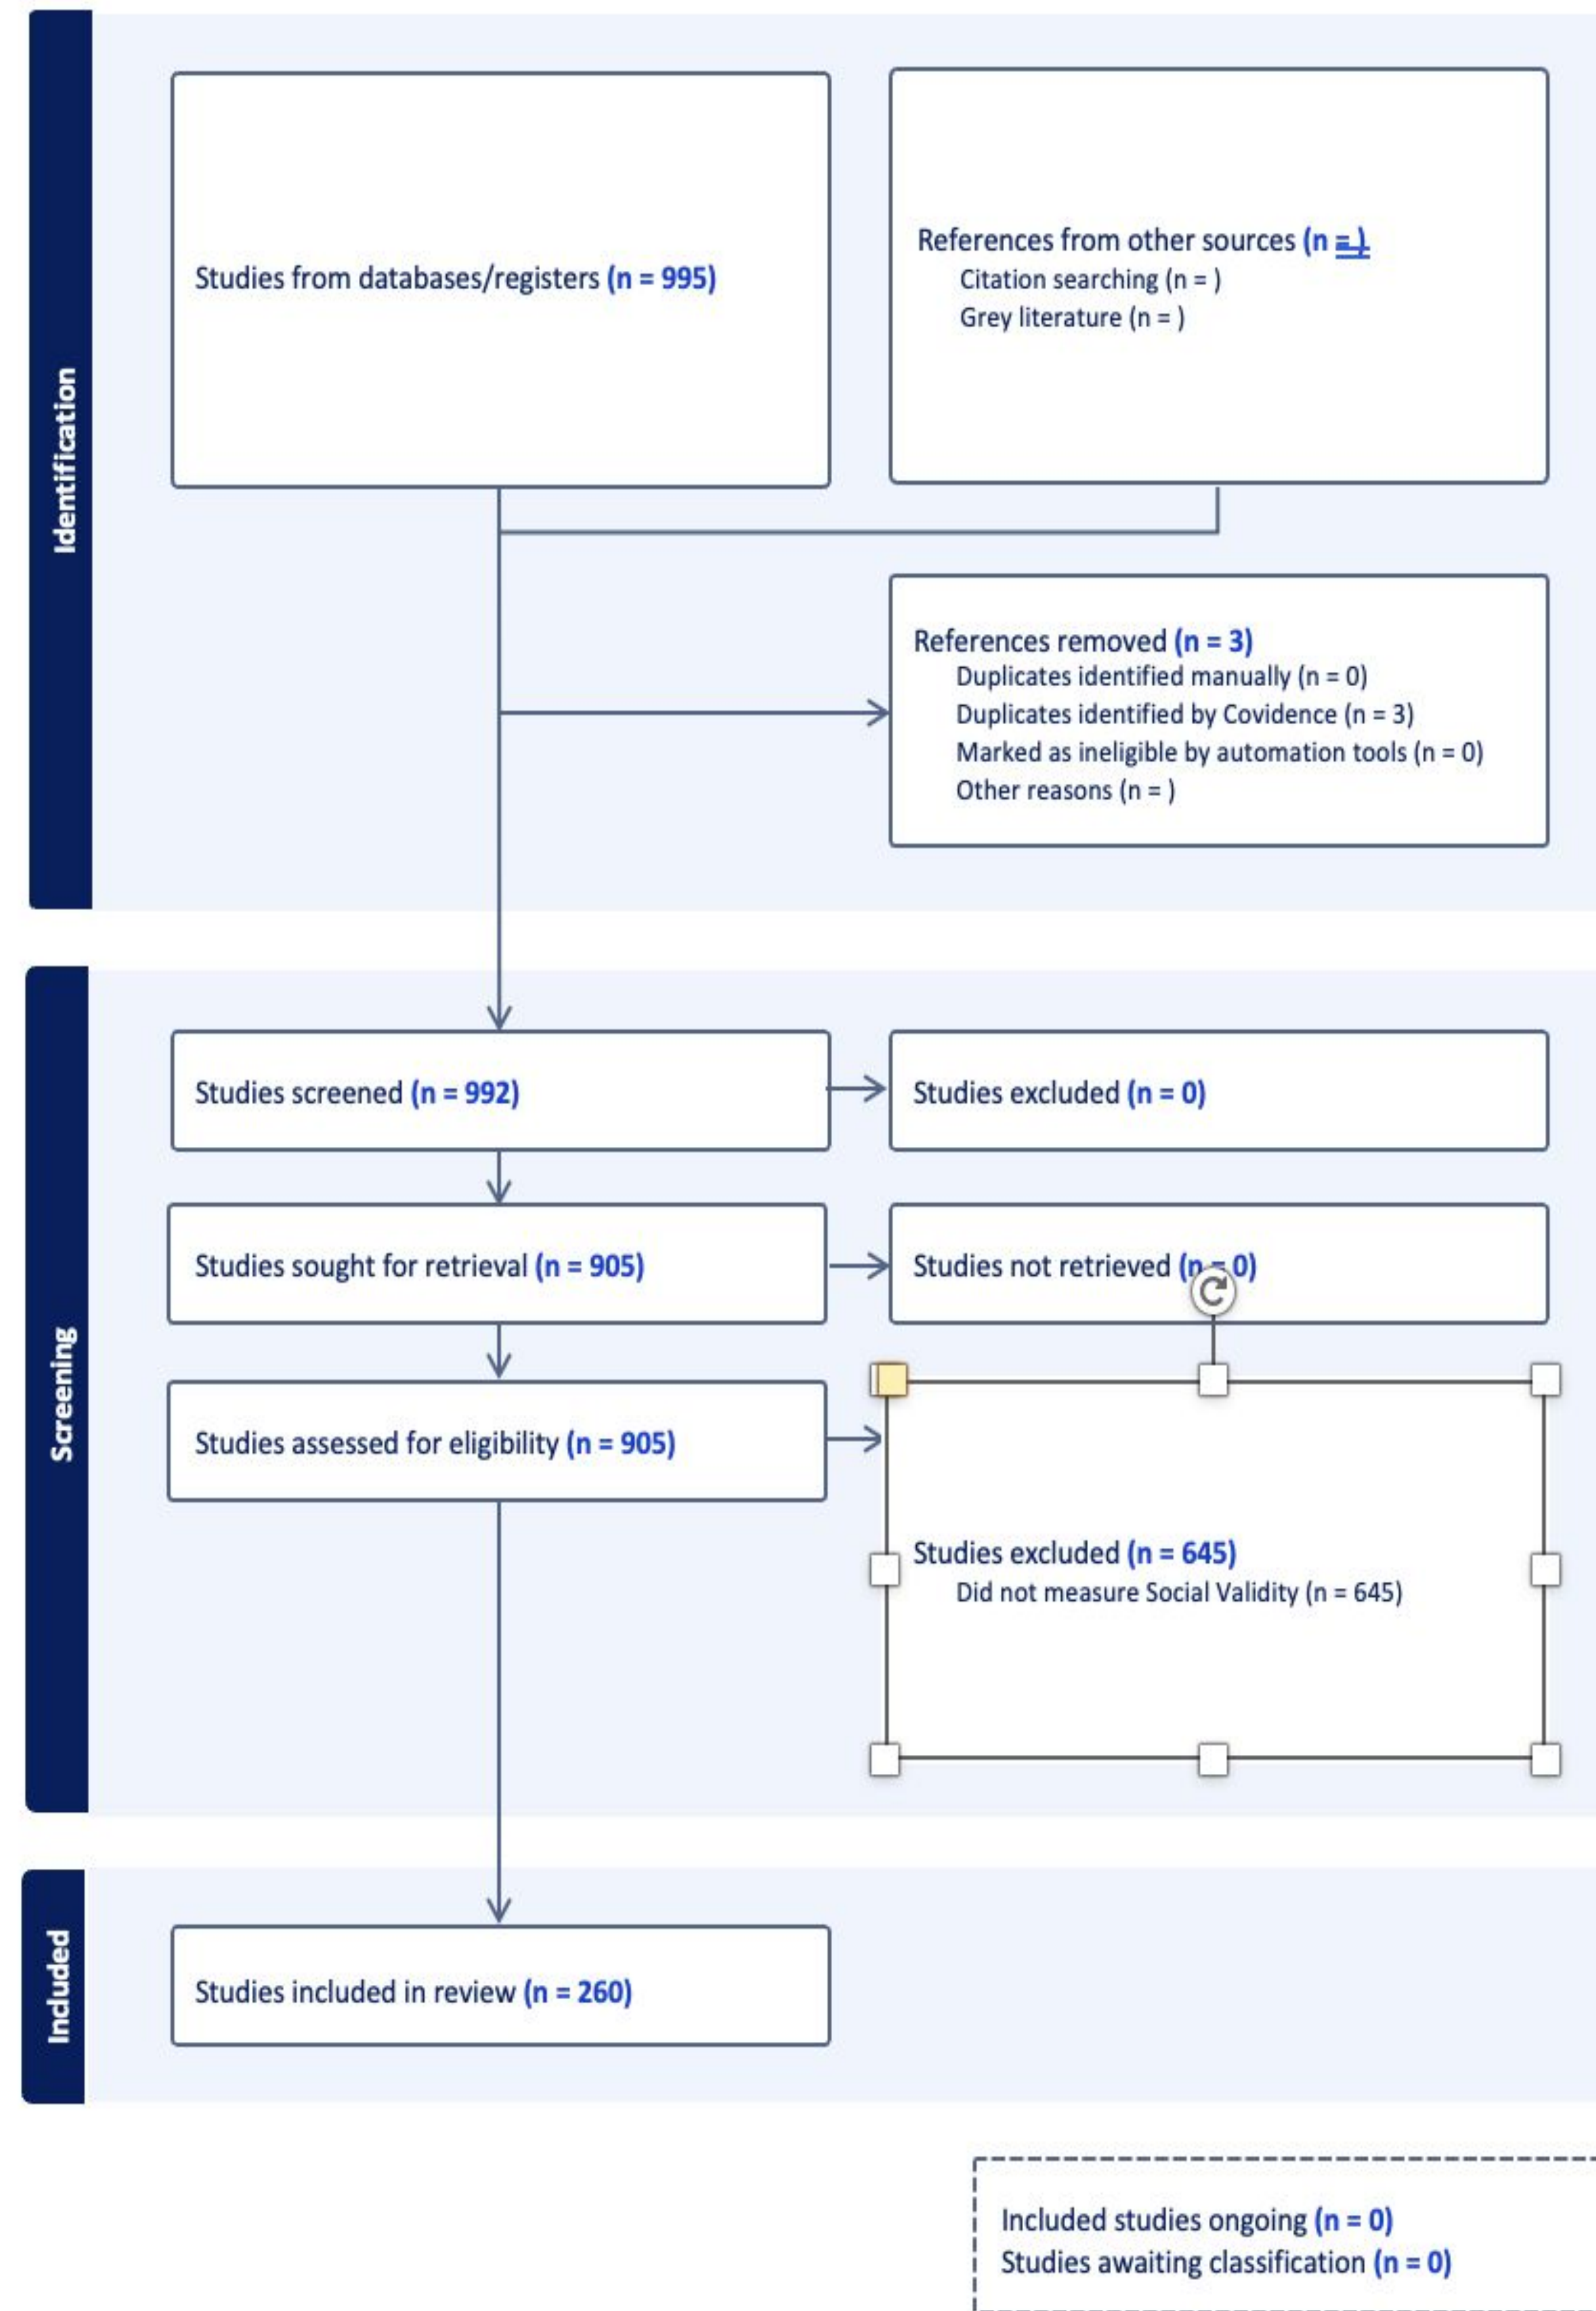 Identification
Studies from databases/registers (n = 995)
References from other sources (n = )
Citation searching (n = )
Grey literature (n = )
References removed (n = 3)
Duplicates identified manually (n = 0)
Duplicates identified by Covidence (n = 3)
Marked as ineligible by automation tools (n = 0)
Other reasons (n = )
Screening
Studies screened (n = 992)
Studies excluded (n = 0)
Studies sought for retrieval (n = 905)
Studies not retrieved (n = 0)
Studies assessed for eligibility (n = 905)
Studies excluded (n = 645)
Did not measure Social Validity (n = 645)
Included
Studies included in review (n = 260)
Included studies ongoing (n = 0)
Studies awaiting classification (n = 0)